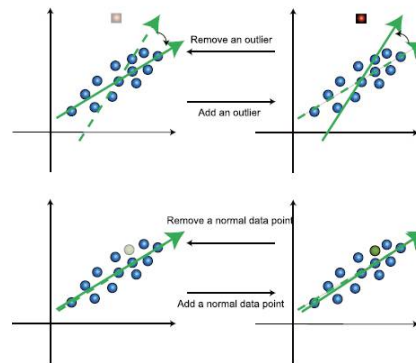 Remove an outlier
Add an outlier
Remove a normal data point
Add a normal data point